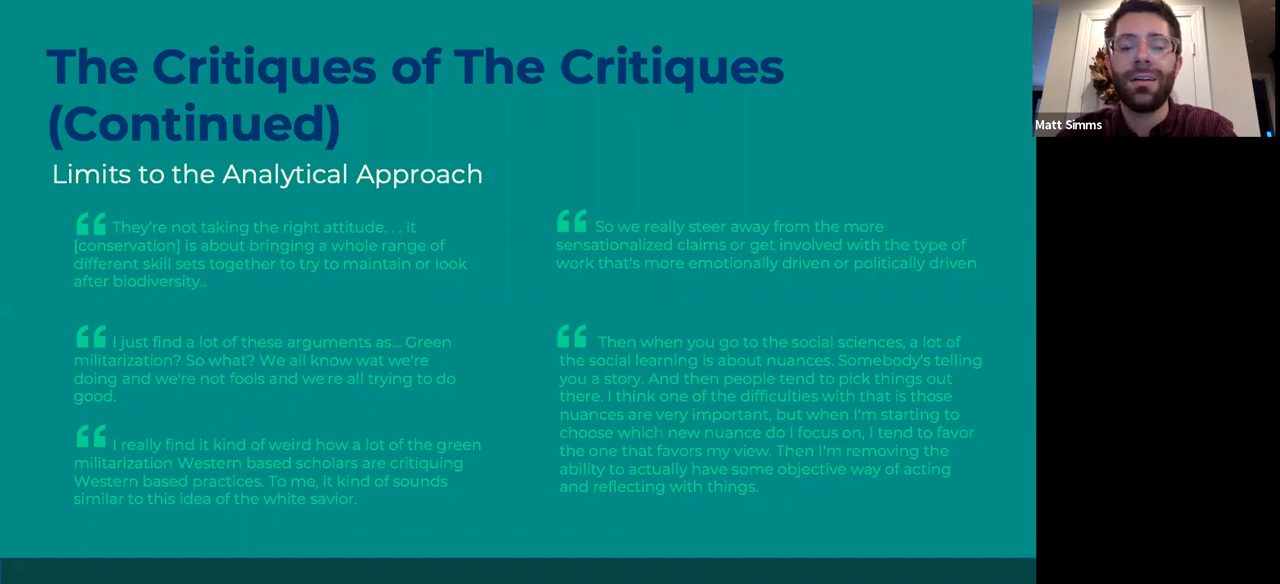 The Critiques of The Critiques
(Continued)
Limits to the Analytical Approach
“ They're not taking the right attitude. . . It
[conservation] is about bringing a whole range of
different skill sets together to try to maintain or look
after biodiversity..
“ I just find a lot of these arguments as... Green
militarization? So what? We all know wat we're
doing and we're not fools and we're all trying to do
good.
“ I really find it kind of weird how a lot of the green
militarization Western based scholars are critiquing
Western based practices. To me, it kind of sounds
similar to this idea of the white savior.
“ So we really steer away from the more
sensationalized claims or get involved with the type of
work that's more emotionally driven or politically driven
“ Then when you go to the social sciences, a lot of
the social learning is about nuances. Somebody's telling
you a story. And then people tend to pick things out
there. I think one of the difficulties with that is those
nuances are very important, but when I'm starting to
choose which new nuance do I focus on, I tend to favor
the one that favors my view. Then I'm removing the
ability to actually have some objective way of acting
and reflecting with things.
Matt Simms